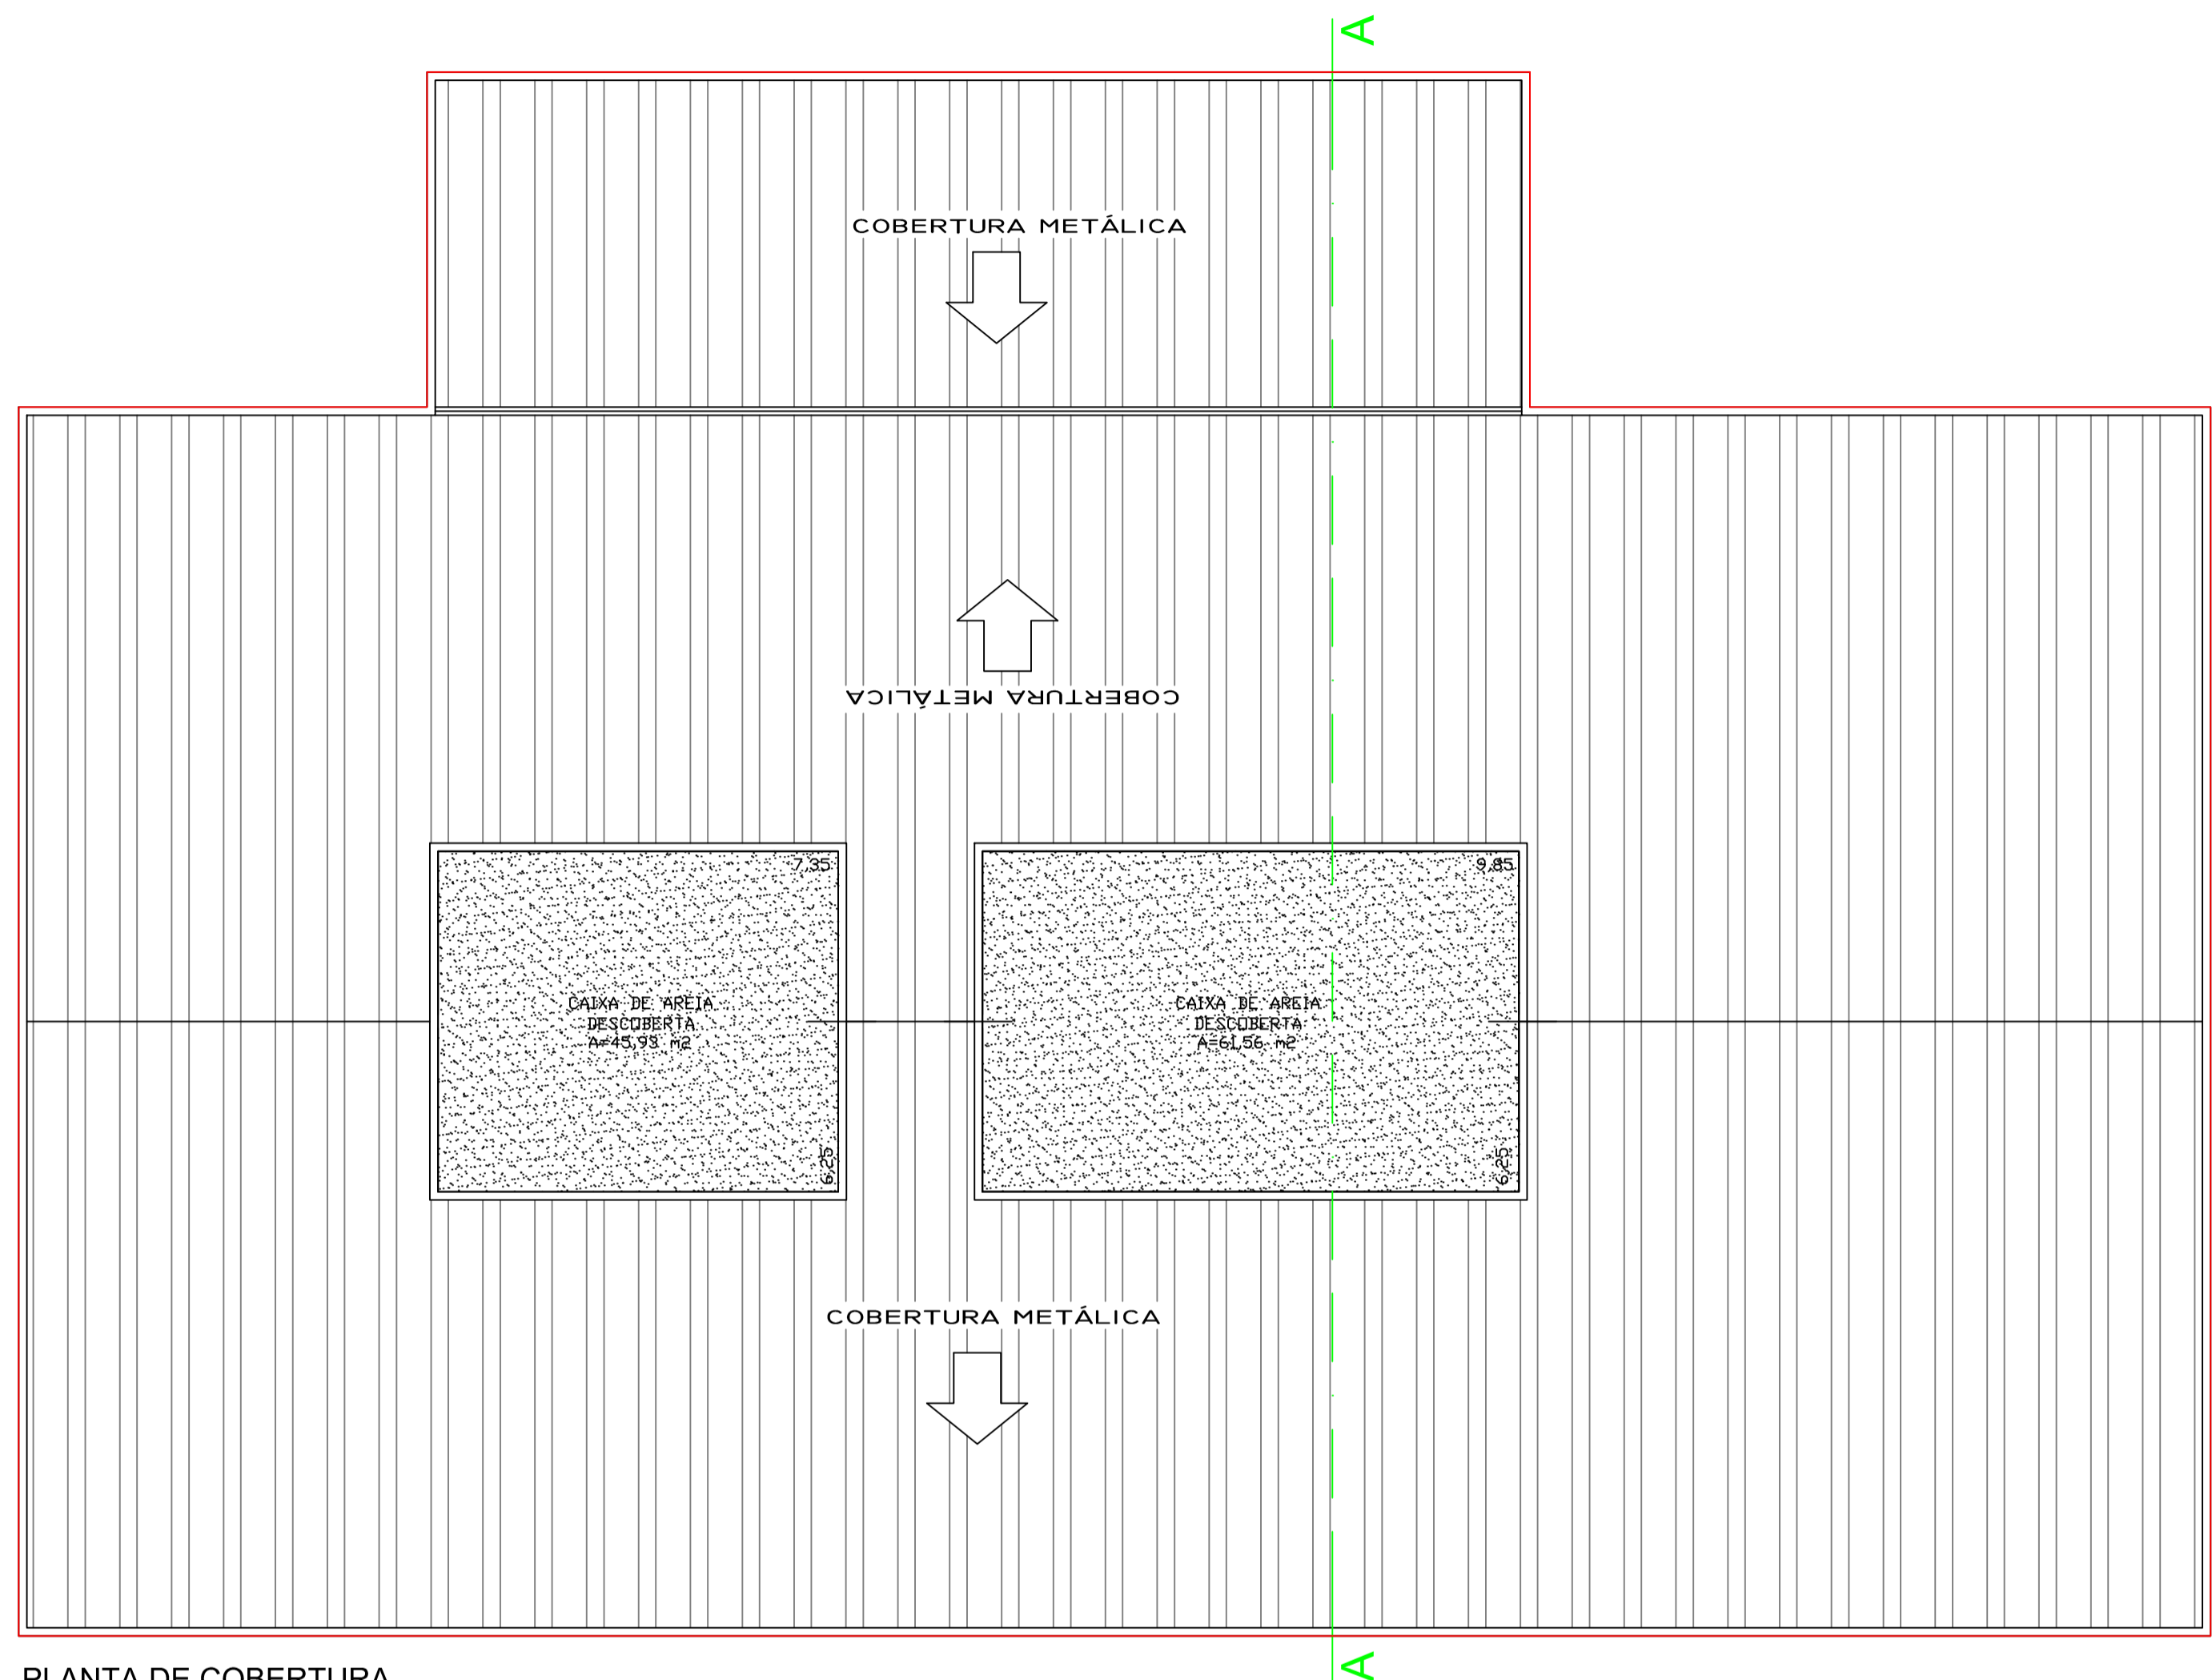 A
COBERTURA METÁLICA
COBERTURA METÁLICA
7,35
9,85
CAIXA DE AREIA
DESCOBERTA
A=45,93 m2
CAIXA DE AREIA
DESCOBERTA
A=61,56 m2
6,25
6,25
COBERTURA METÁLICA
A
PLANTA DE COBERTURA